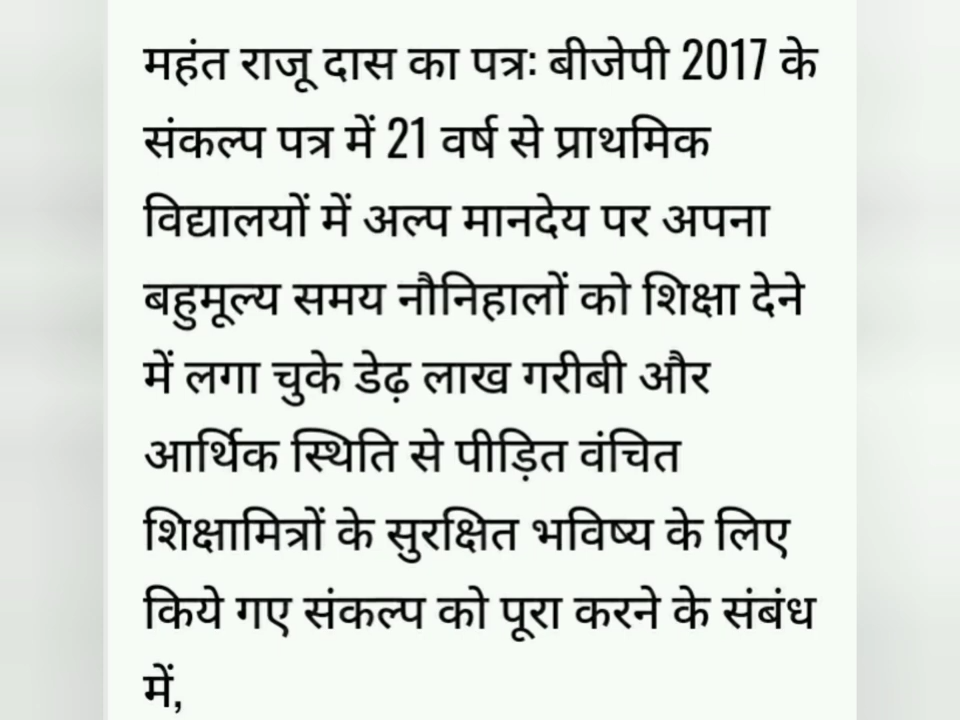 महंत राजू दास का पत्र: बीजेपी 2017 के
संकल्प पत्र में 21 वर्ष से प्राथमिक
विद्यालयों में अल्प मानदेय पर अपना
बहुमूल्य समय नौनिहालों को शिक्षा देने
में लगा चुके डेढ़ लाख गरीबी और
आर्थिक स्थिति से पीड़ित वंचित
शिक्षामित्रों के सुरक्षित भविष्य के लिए
किये गए संकल्प को पूरा करने के संबंध
में,